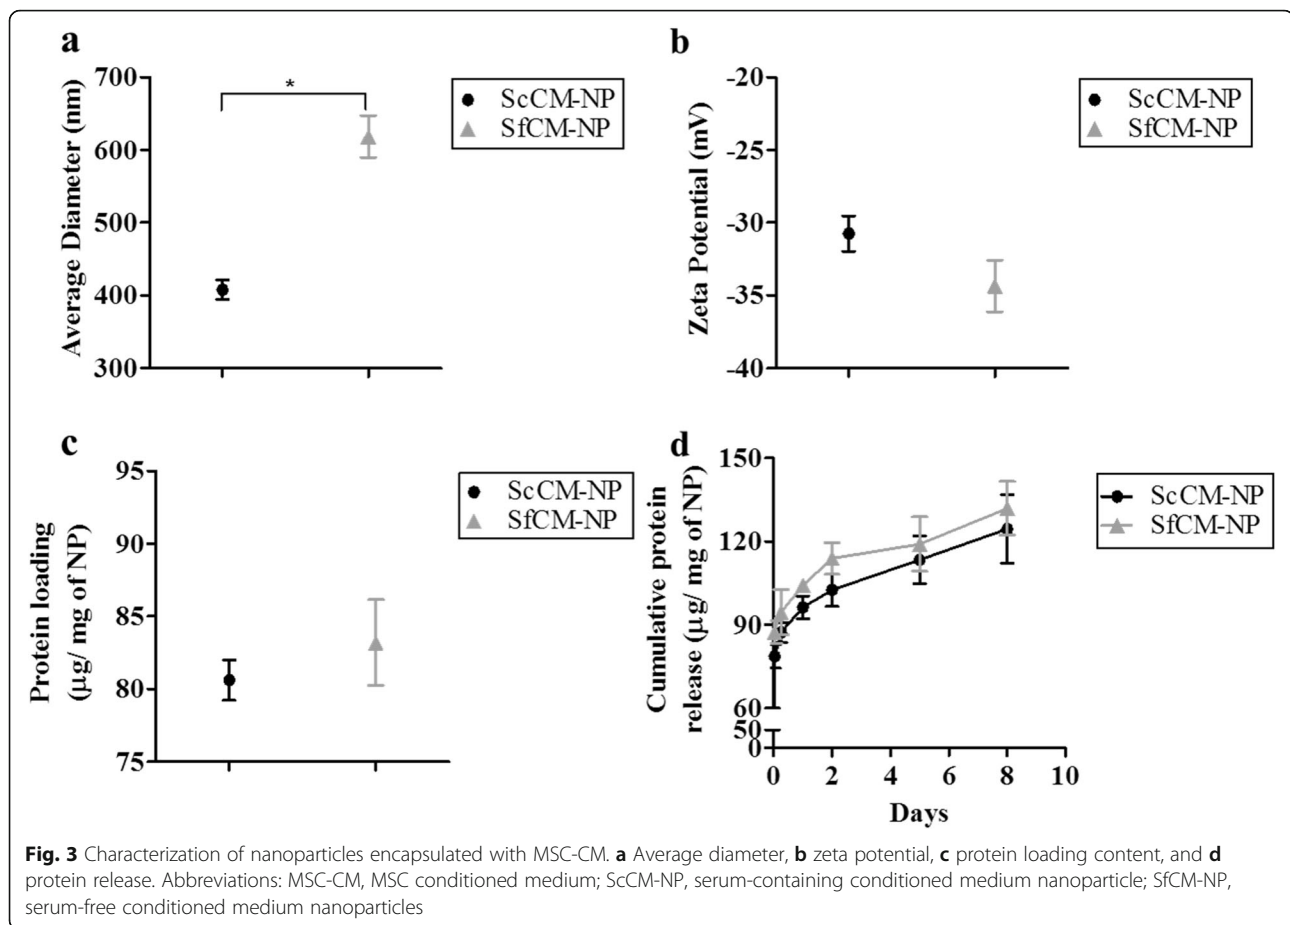 a
700
600
500
400
300
Average Diameter (nm)
*
ScCM-NP
SfCM-NP
b
-20
-25
-30
-35
-40
Zeta Potential (mV)
ScCM-NP
SfCM-NP
c
95
90
85
80
75
Protein loading
(μg/ mg of NP)
ScCM-NP
SfCM-NP
d
150
120
90
60
50
0
Cumulative protein
release (μg/ mg of NP)
0 2 4 6 8 10
Days
ScCM-NP
SfCM-NP
Fig. 3 Characterization of nanoparticles encapsulated with MSC-CM. a Average diameter, b zeta potential, c protein loading content, and d
protein release. Abbreviations: MSC-CM, MSC conditioned medium; ScCM-NP, serum-containing conditioned medium nanoparticle; SfCM-NP,
serum-free conditioned medium nanoparticles